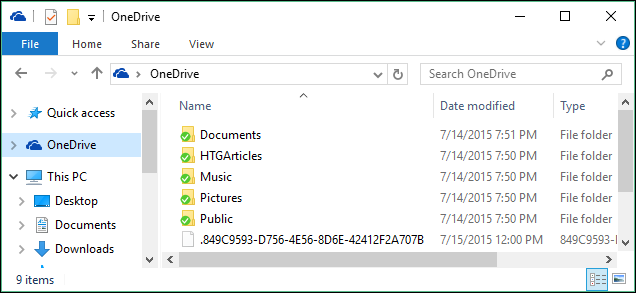 OneDrive
File Home Share View
OneDrive Search OneDrive
Name Date modified Type
Quick access
OneDrive
This PC
Desktop
Documents
Downloads
Documents 7/14/2015 7:51 PM File folder
HTGArticles 7/14/2015 7:50 PM File folder
Music 7/14/2015 7:50 PM File folder
Pictures 7/14/2015 7:50 PM File folder
Public 7/14/2015 7:50 PM File folder
.849C9593-D756-4E56-8D6E-42412F2A707B 7/15/2015 12:00 PM 849C9593-
9 items